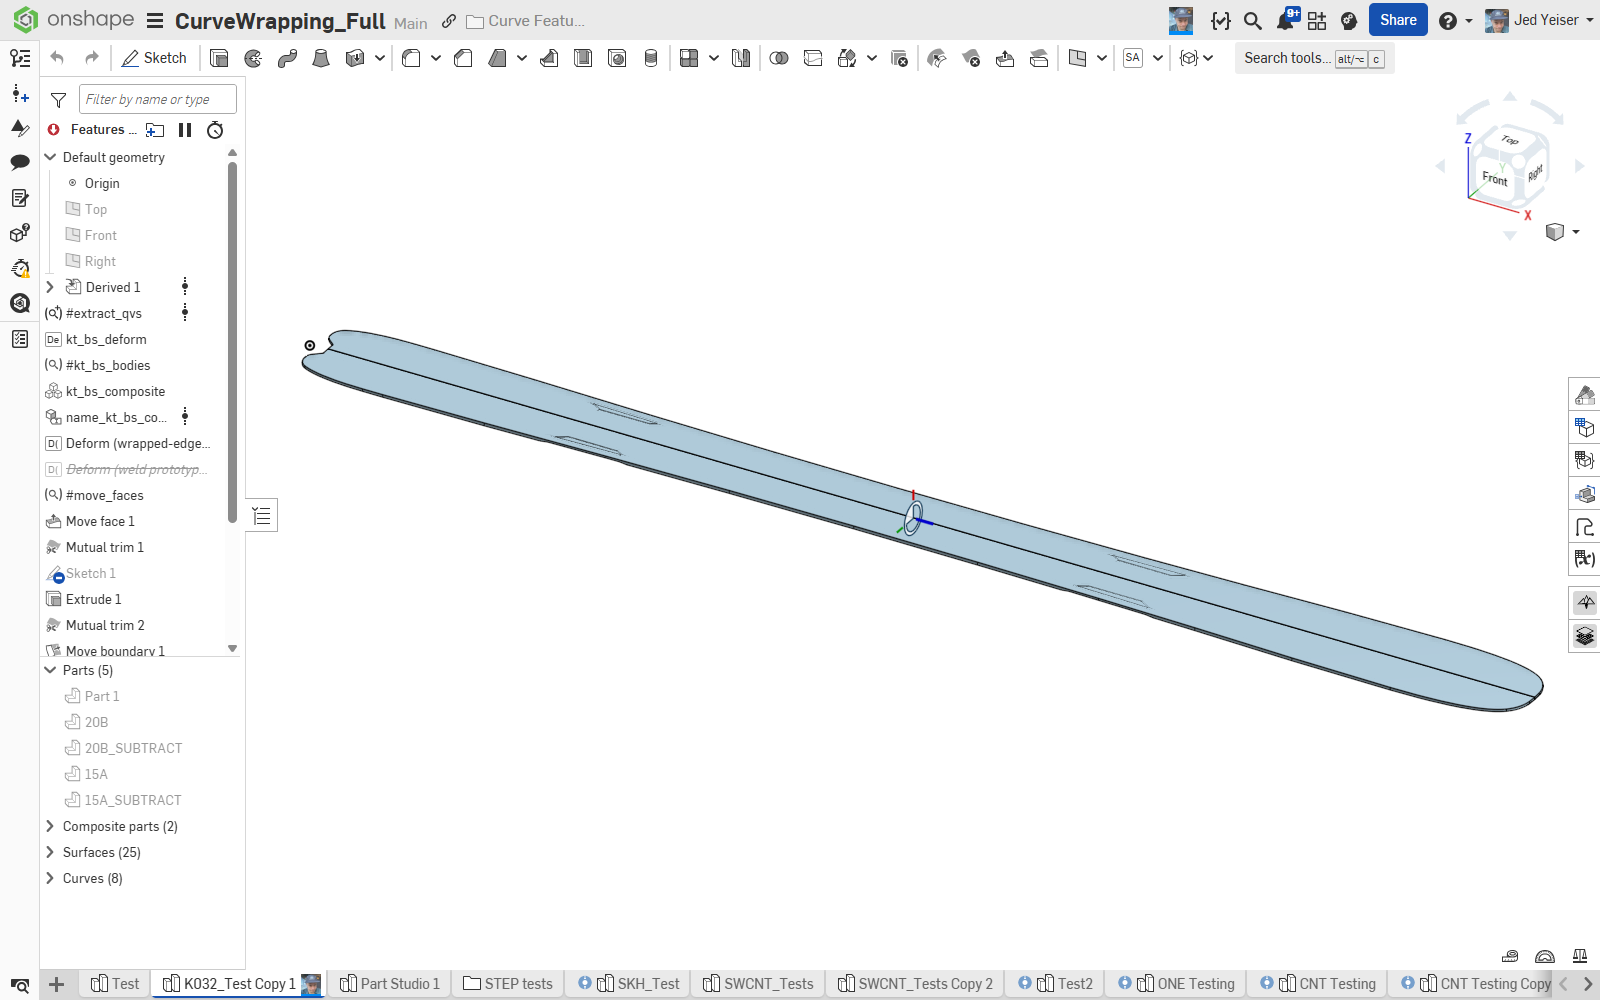 onshape CurveWrapping_Full Main Curve Featu... 9+ Share Jed Yeiser
Sketch SA Search tools... alt/⌥ c
Filter by name or type
Features ...
Default geometry
Origin
Top
Front
Right
Derived 1
#extract_qvs
De kt_bs_deform
#kt_bs_bodies
kt_bs_composite
name_kt_bs_co...
D( Deform (wrapped-edge...
D( Deform (weld prototyp...
#move_faces
Move face 1
Mutual trim 1
Sketch 1
Extrude 1
Mutual trim 2
Move boundary 1
Parts (5)
Part 1
20B
20B_SUBTRACT
15A
15A_SUBTRACT
Composite parts (2)
Surfaces (25)
Curves (8)
Z
Top
Y
Front
Right
X
Test K032_Test Copy 1 Part Studio 1 STEP tests SKH_Test SWCNT_Tests SWCNT_Tests Copy 2 Test2 ONE Testing CNT Testing CNT Testing Copy